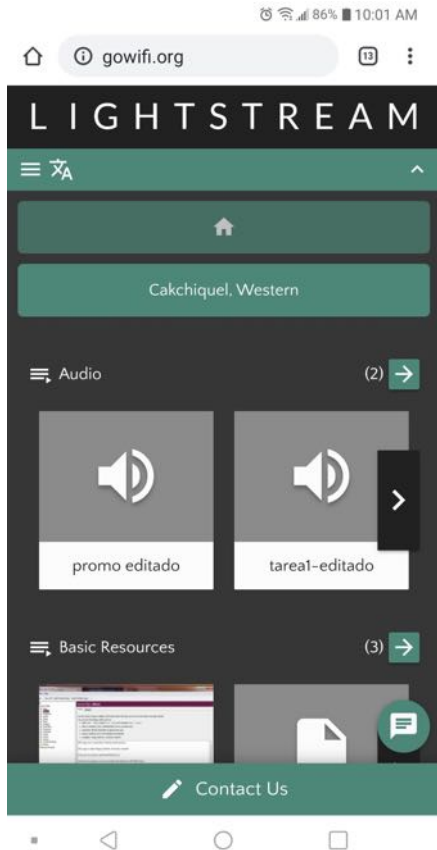 86% 10:01 AM
gowifi.org
13
LIGHTSTREAM
Cakchiquel, Western
Audio (2)
promo editado
tarea1-editado
Basic Resources (3)
Contact Us